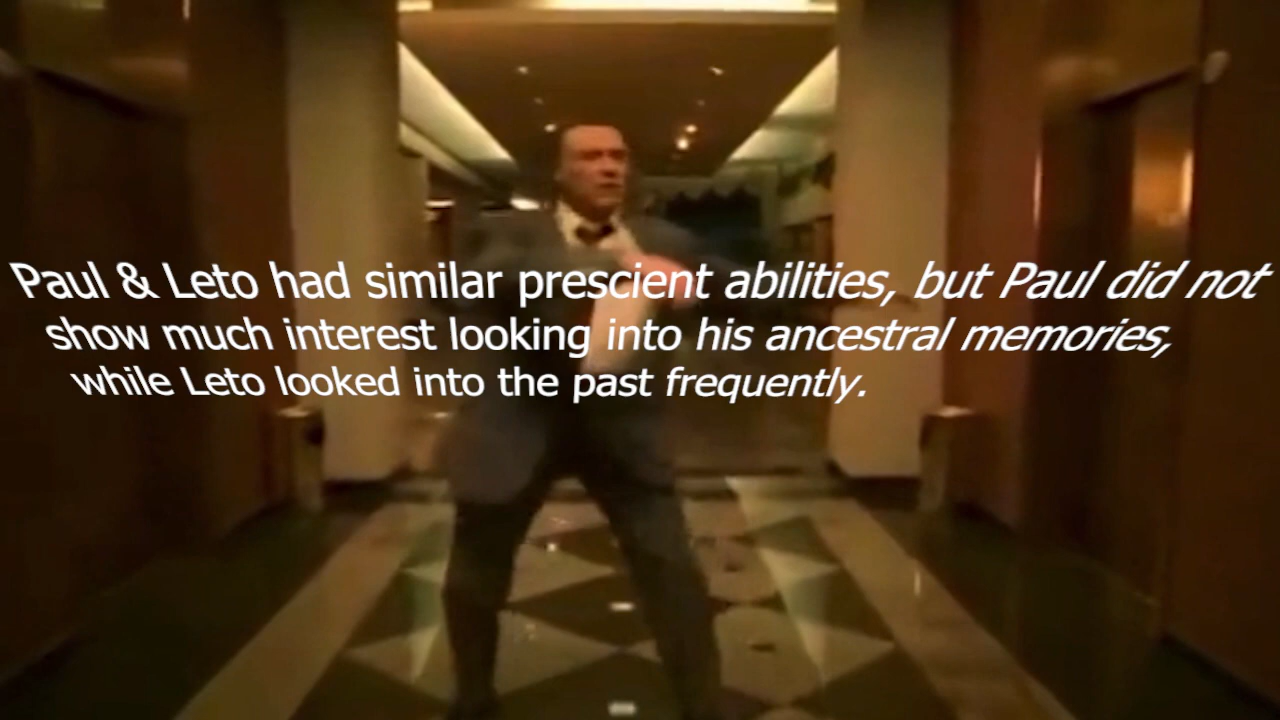 Paul & Leto had similar prescient abilities, but Paul did not
show much interest looking into his ancestral memories,
while Leto looked into the past frequently.